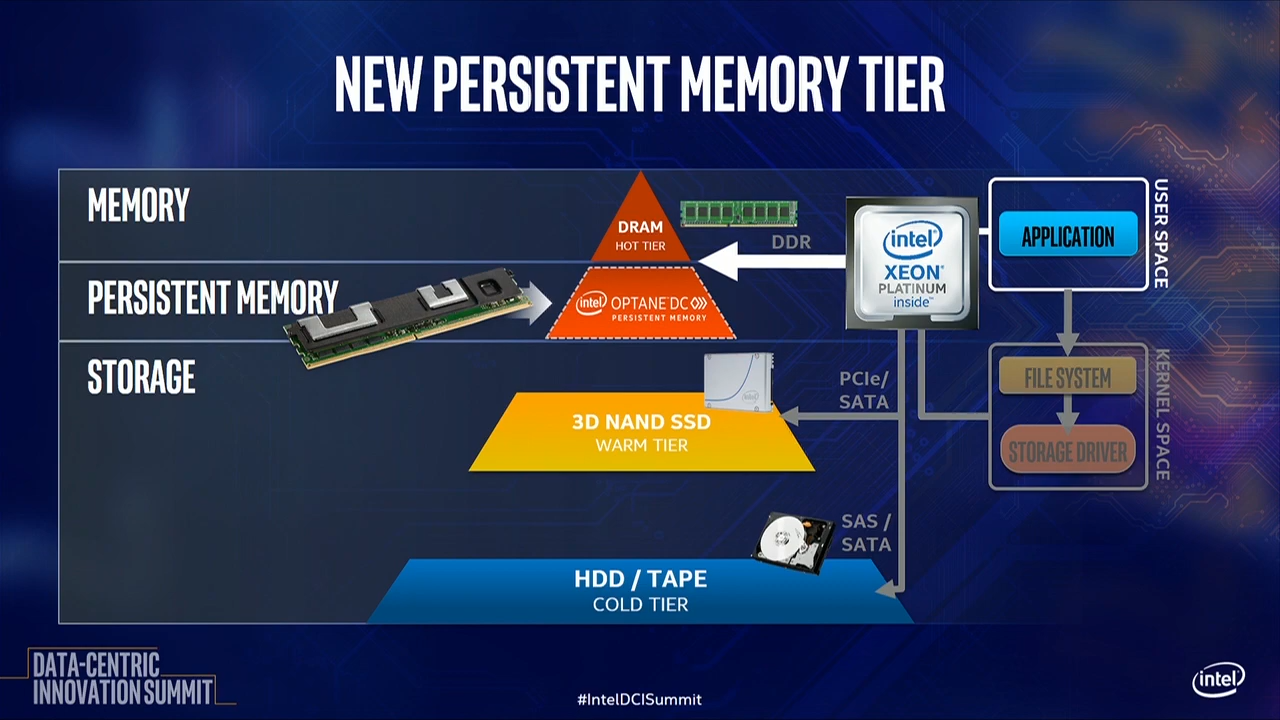 NEW PERSISTENT MEMORY TIER
MEMORY
DRAM
HOT TIER
DDR
intel
XEON®
PLATINUM
inside™
APPLICATION
USER SPACE
PERSISTENT MEMORY
intel OPTANE™ DC
PERSISTENT MEMORY
STORAGE
3D NAND SSD
WARM TIER
PCIe/
SATA
FILE SYSTEM
STORAGE DRIVER
KERNEL SPACE
SAS /
SATA
HDD / TAPE
COLD TIER
DATA-CENTRIC
INNOVATION SUMMIT
#IntelDCISummit
intel